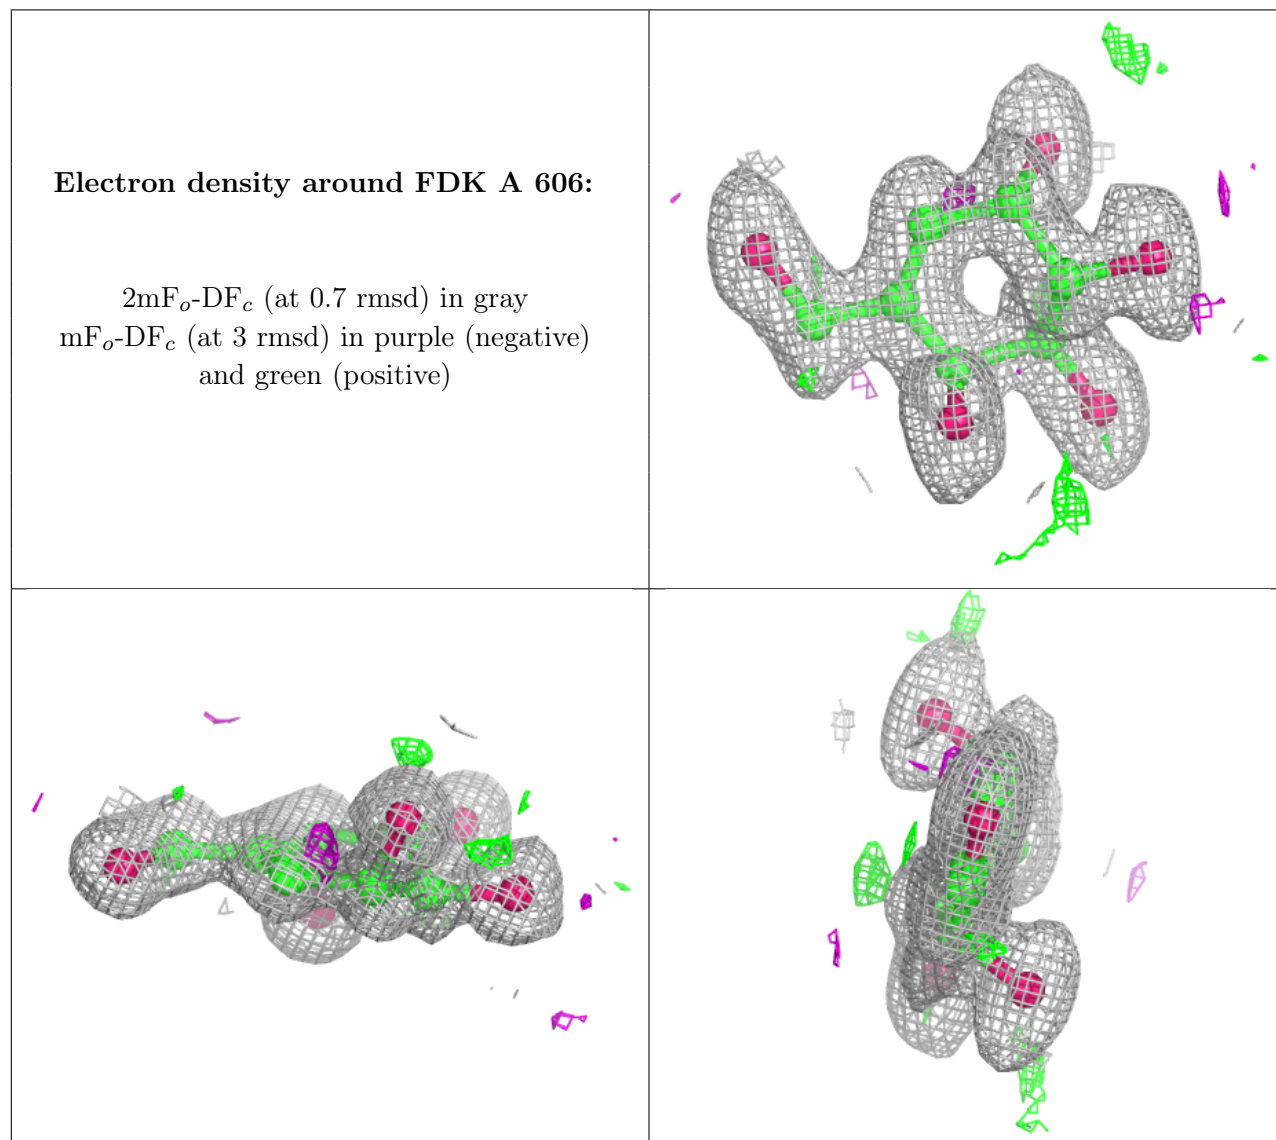 Electron density around FDK A 606:
2mFo-DFc (at 0.7 rmsd) in gray
mFo-DFc (at 3 rmsd) in purple (negative)
and green (positive)